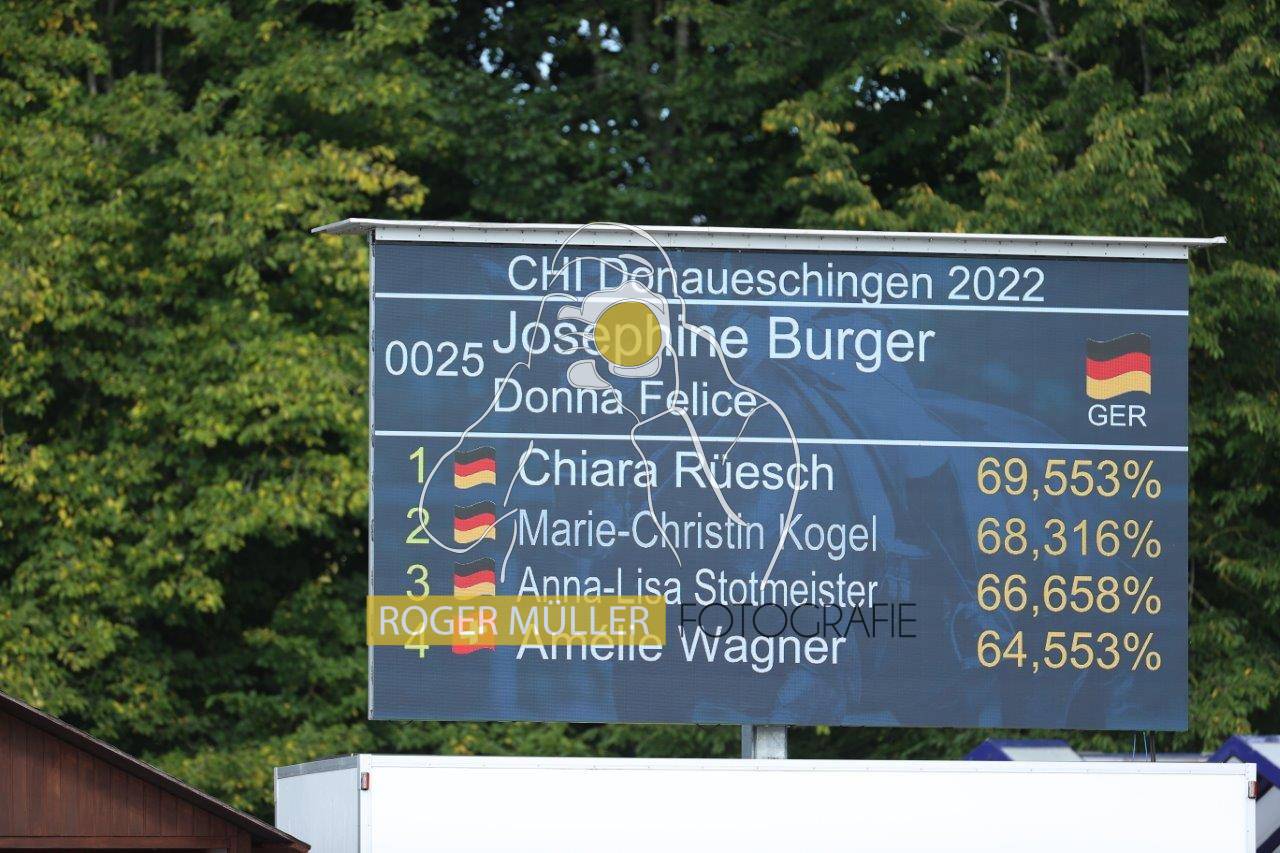 CHI Donaueschingen 2022
0025 Josephine Burger
Donna Felice
GER
1 Chiara Rüesch 69,553%
2 Marie-Christin Kogel 68,316%
3 Anna-Lisa Stotmeister 66,658%
ROGER MÜLLER FOTOGRAFIE
4 Amelie Wagner 64,553%